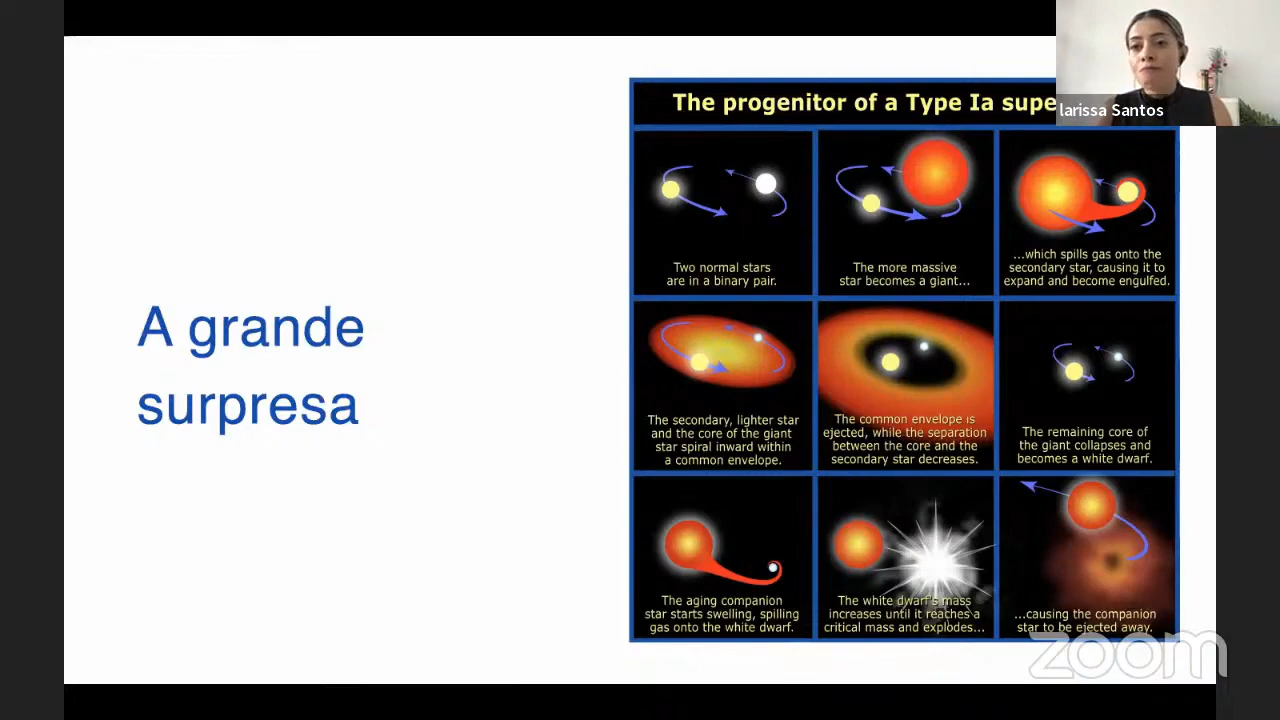 A grande
surpresa
The progenitor of a Type Ia supe
larissa Santos
Two normal stars
are in a binary pair.
The more massive
star becomes a giant...
...which spills gas onto the
secondary star, causing it to
expand and become engulfed.
The secondary, lighter star
and the core of the giant
star spiral inward within
a common envelope.
The common envelope is
ejected, while the separation
between the core and the
secondary star decreases.
The remaining core of
the giant collapses and
becomes a white dwarf.
The aging companion
star starts swelling, spilling
gas onto the white dwarf.
The white dwarf's mass
increases until it reaches a
critical mass and explodes...
...causing the companion
star to be ejected away.
zoom